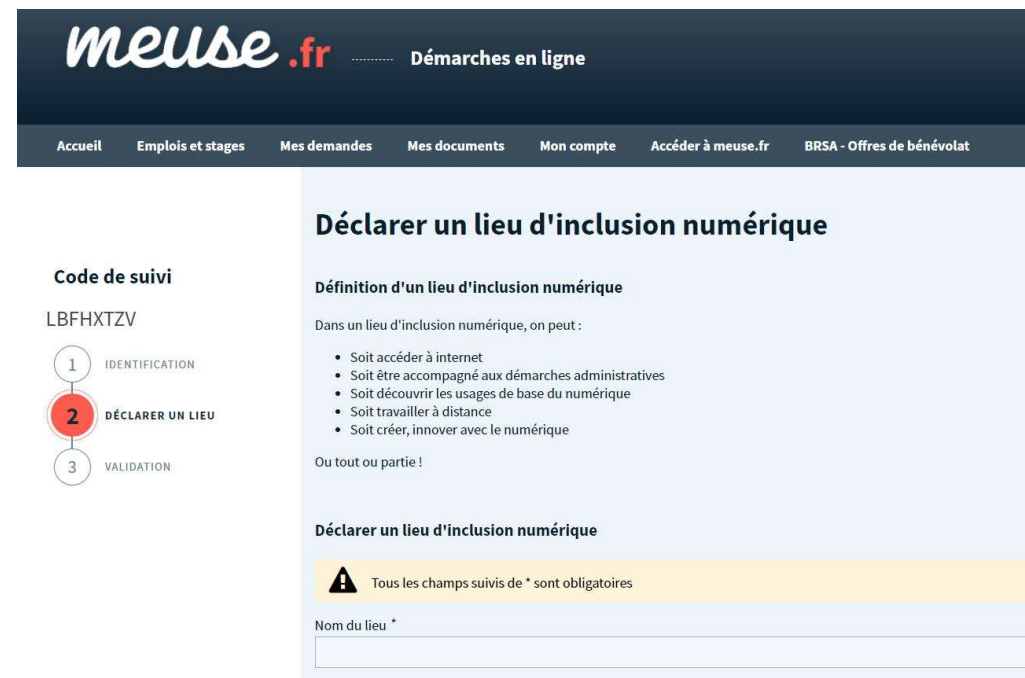 meuse.fr Démarches en ligne
Accueil Emplois et stages Mes demandes Mes documents Mon compte Accéder à meuse.fr BRSA - Offres de bénévolat
Code de suivi
LBFHXTZV
1 IDENTIFICATION
2 DÉCLARER UN LIEU
3 VALIDATION
Déclarer un lieu d'inclusion numérique
Définition d'un lieu d'inclusion numérique
Dans un lieu d'inclusion numérique, on peut :
• Soit accéder à internet
• Soit être accompagné aux démarches administratives
• Soit découvrir les usages de base du numérique
• Soit travailler à distance
• Soit créer, innover avec le numérique
Ou tout ou partie !
Déclarer un lieu d'inclusion numérique
Tous les champs suivis de * sont obligatoires
Nom du lieu *